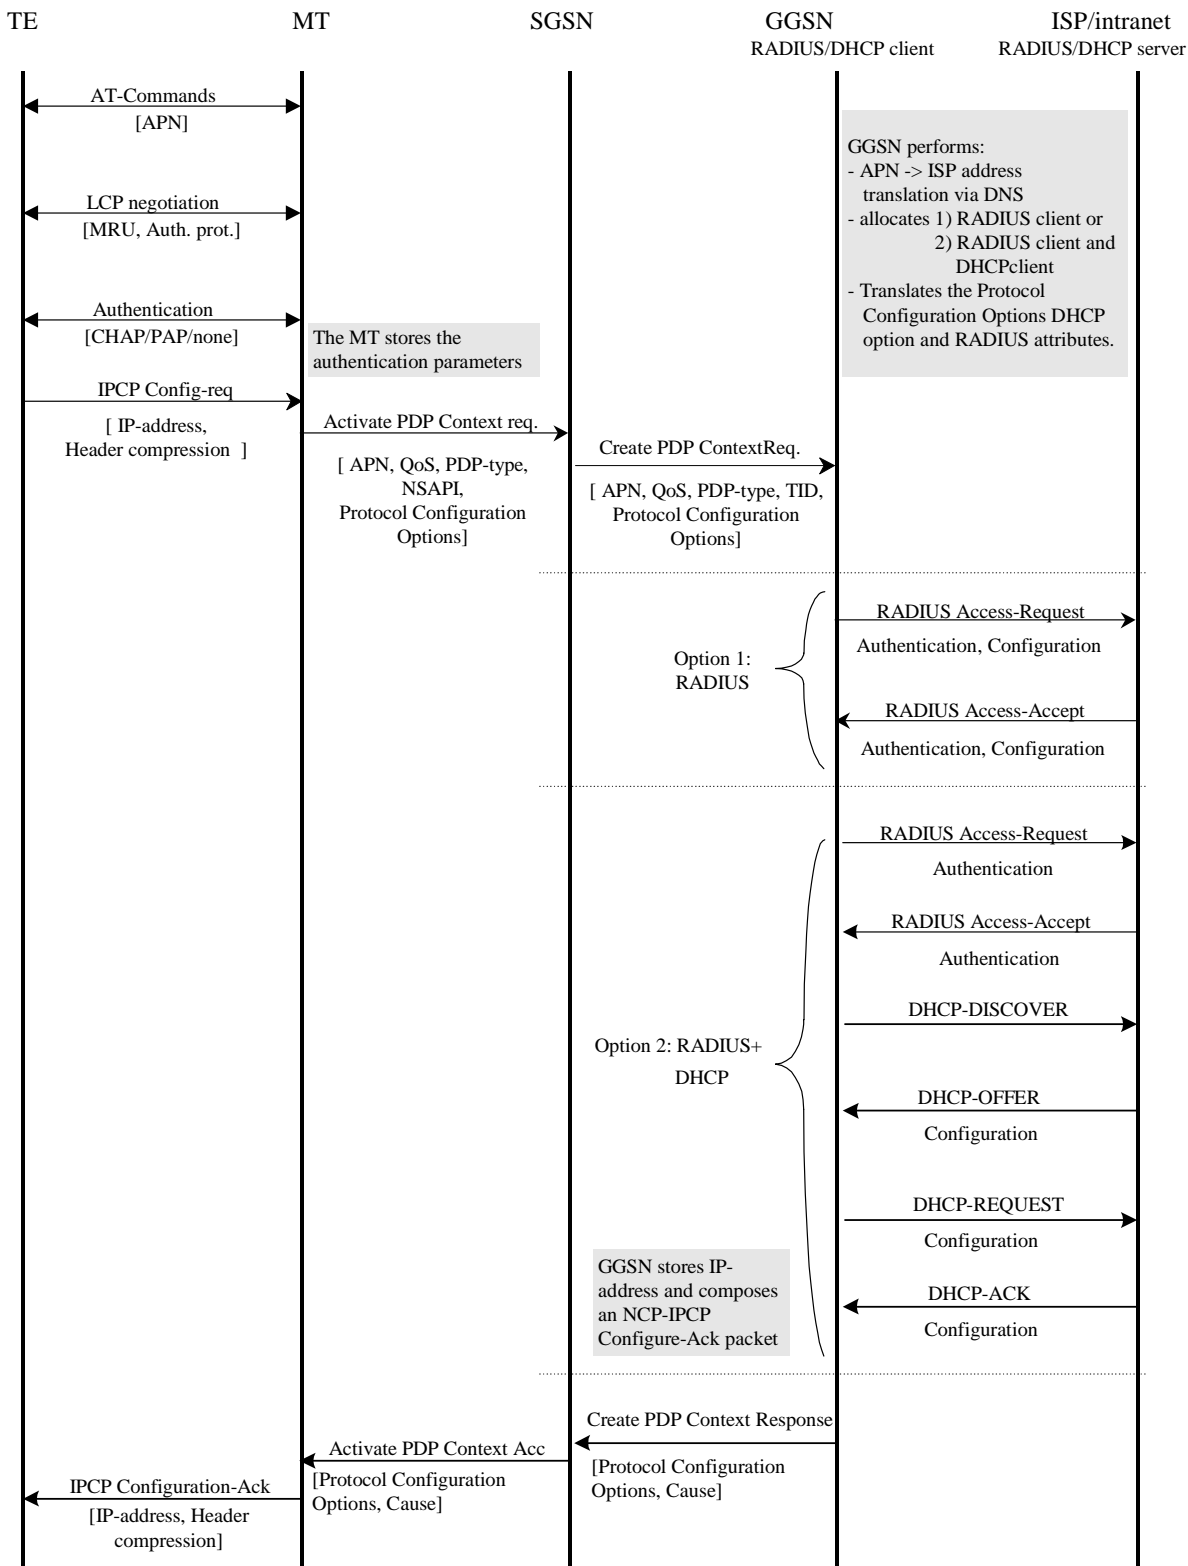 TE MT SGSN GGSN ISP/intranet
RADIUS/DHCP client RADIUS/DHCP server
AT-Commands
[APN]
GGSN performs:
- APN -> ISP address
translation via DNS
- allocates 1) RADIUS client or
2) RADIUS client and
DHCPclient
- Translates the Protocol
Configuration Options DHCP
option and RADIUS attributes.
LCP negotiation
[MRU, Auth. prot.]
Authentication
[CHAP/PAP/none]
The MT stores the
authentication parameters
IPCP Config-req
[ IP-address,
Header compression ]
Activate PDP Context req.
[ APN, QoS, PDP-type,
NSAPI,
Protocol Configuration
Options]
Create PDP ContextReq.
[ APN, QoS, PDP-type, TID,
Protocol Configuration
Options]
Option 1:
RADIUS
RADIUS Access-Request
Authentication, Configuration
RADIUS Access-Accept
Authentication, Configuration
Option 2: RADIUS+
DHCP
RADIUS Access-Request
Authentication
RADIUS Access-Accept
Authentication
DHCP-DISCOVER
DHCP-OFFER
Configuration
DHCP-REQUEST
Configuration
DHCP-ACK
Configuration
GGSN stores IP-
address and composes
an NCP-IPCP
Configure-Ack packet
Create PDP Context Response
[Protocol Configuration
Options, Cause]
Activate PDP Context Acc
[Protocol Configuration
Options, Cause]
IPCP Configuration-Ack
[IP-address, Header
compression]